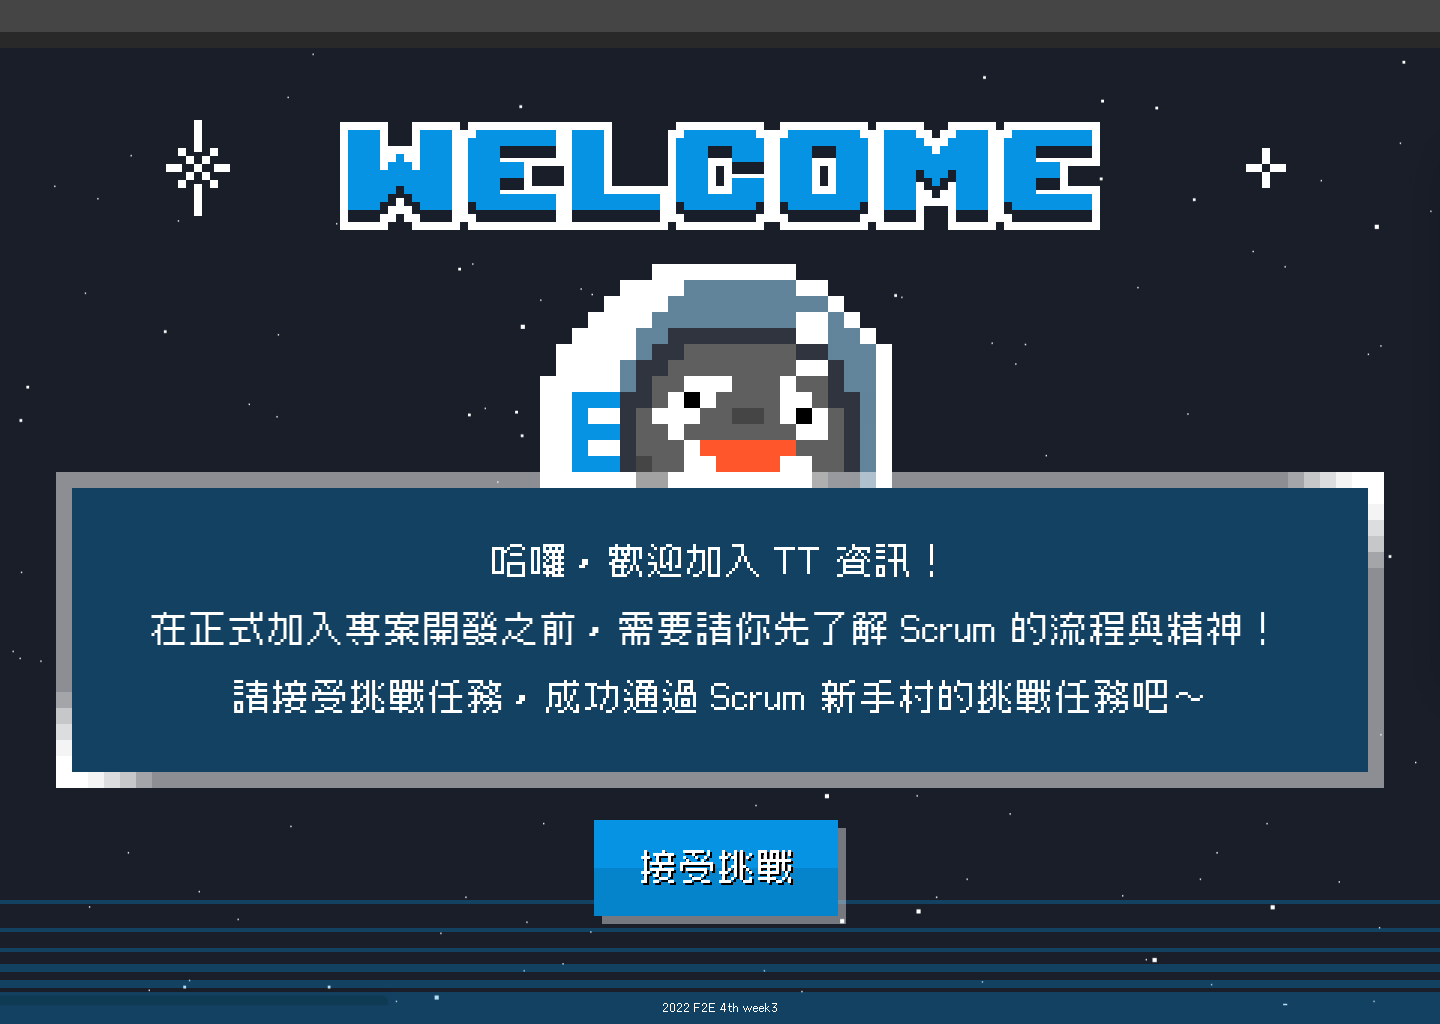 WELCOME
E
哈囉，歡迎加入 TT 資訊！
在正式加入專案開發之前，需要請你先了解 Scrum 的流程與精神！
請接受挑戰任務，成功通過 Scrum 新手村的挑戰任務吧～
接受挑戰
2022 F2E 4th week3